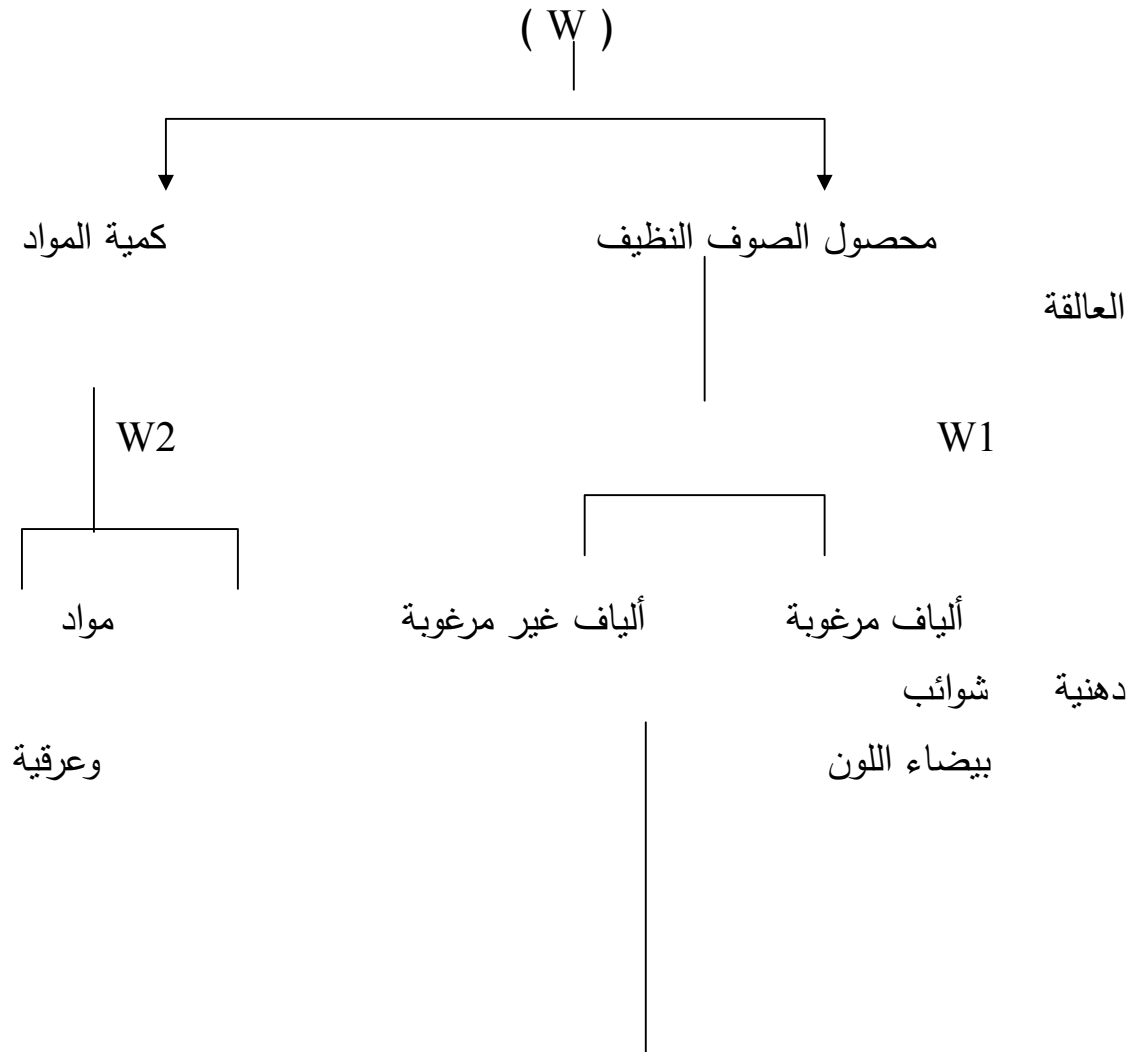 ( W )
محصول الصوف النظيف كمية المواد
العالقة
W1 W2
ألياف مرغوبة ألياف غير مرغوبة مواد
دهنية شوائب
بيضاء اللون وعرقية